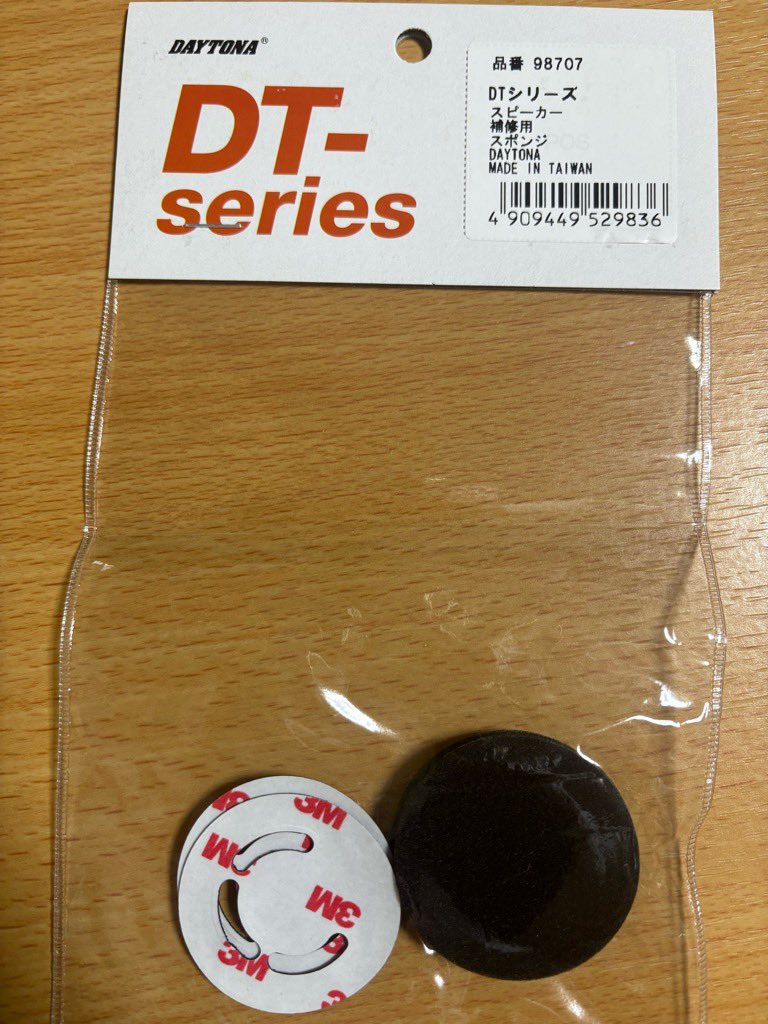 DAYTONA®
DT-
series
品番 98707
DTシリーズ
スピーカー
補修用
スポンジ
DAYTONA
MADE IN TAIWAN
4 909449 529836
3M
3M
3M
3M